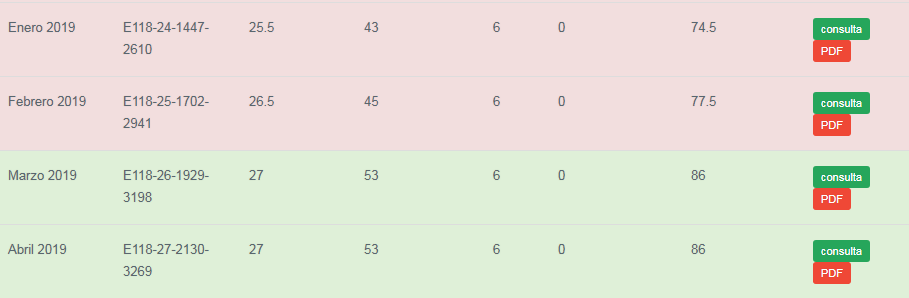 Enero 2019 E118-24-1447- 25.5 43 6 0 74.5 consulta
2610 PDF
Febrero 2019 E118-25-1702- 26.5 45 6 0 77.5 consulta
2941 PDF
Marzo 2019 E118-26-1929- 27 53 6 0 86 consulta
3198 PDF
Abril 2019 E118-27-2130- 27 53 6 0 86 consulta
3269 PDF